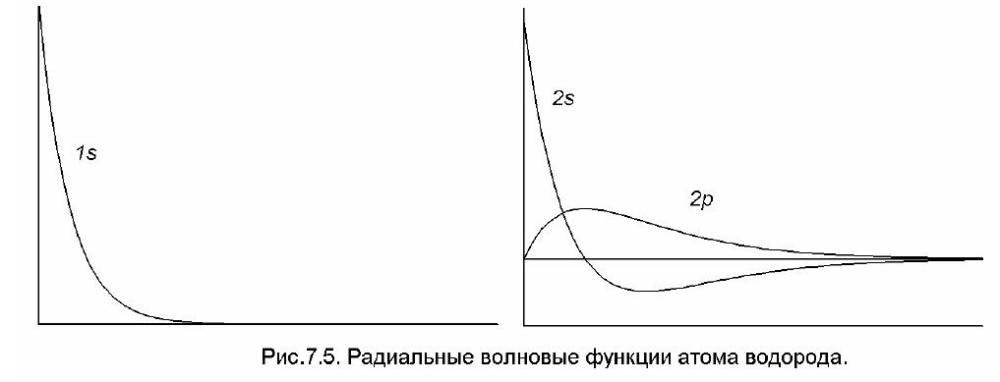 1s
2s
2p
Рис.7.5. Радиальные волновые функции атома водорода.